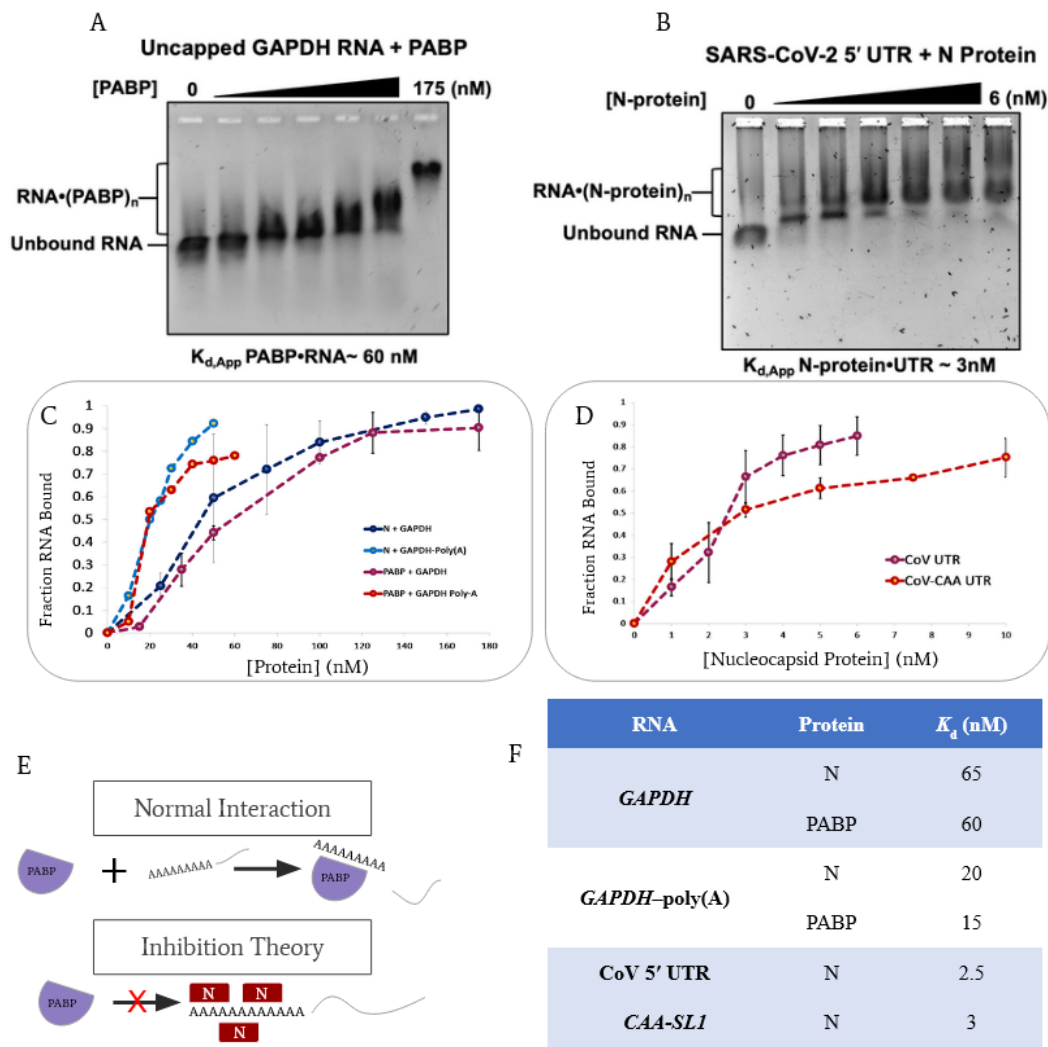 A
Uncapped GAPDH RNA + PABP
[PABP] 0 175 (nM)
RNA•(PABP)n
Unbound RNA
Kd,App PABP•RNA~ 60 nM
B
SARS-CoV-2 5′ UTR + N Protein
[N-protein] 0 6 (nM)
RNA•(N-protein)n
Unbound RNA
Kd,App N-protein•UTR ~ 3nM
C
Fraction RNA Bound
1
0.9
0.8
0.7
0.6
0.5
0.4
0.3
0.2
0.1
0
0 20 40 60 80 100 120 140 160 180
[Protein] (nM)
N + GAPDH
N + GAPDH-Poly(A)
PABP + GAPDH
PABP + GAPDH Poly-A
D
Fraction RNA Bound
1
0.9
0.8
0.7
0.6
0.5
0.4
0.3
0.2
0.1
0
0 1 2 3 4 5 6 7 8 9 10
[Nucleocapsid Protein] (nM)
CoV UTR
CoV-CAA UTR
E
Normal Interaction
PABP + AAAAAAAAA
AAAAAAAAA
PABP
Inhibition Theory
PABP X N N
AAAAAAAAAAAA
N
F
RNA Protein Kd (nM)
GAPDH N 65
PABP 60
GAPDH–poly(A) N 20
PABP 15
CoV 5′ UTR N 2.5
CAA-SL1 N 3